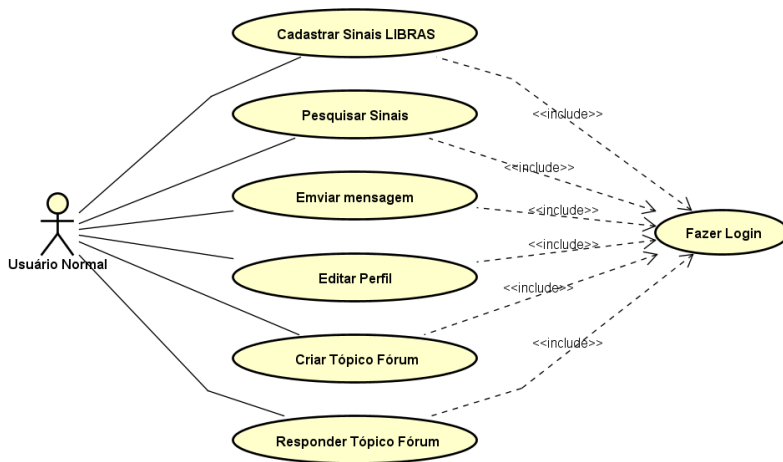 Cadastrar Sinais LIBRAS
<<include>>
Pesquisar Sinais
<<include>>
Emviar mensagem
<<include>>
Fazer Login
Usuário Normal
<<include>>
Editar Perfil
<<include>>
Criar Tópico Fórum
<<include>>
Responder Tópico Fórum